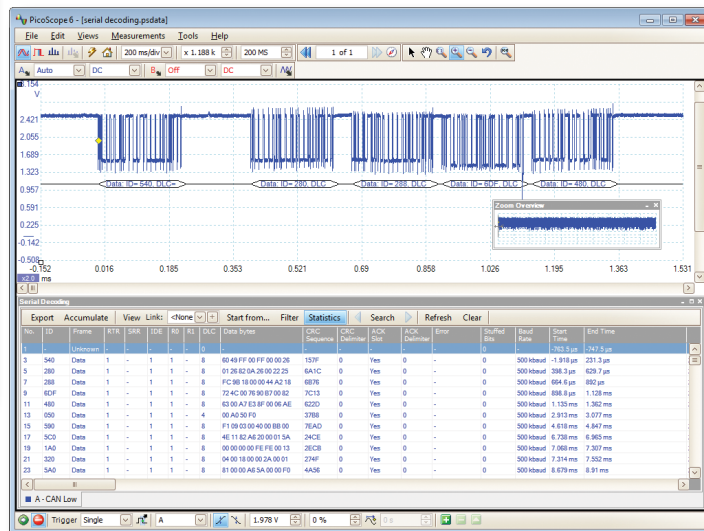 PicoScope 6 - [serial decoding.psdata]
File Edit Views Measurements Tools Help
200 ms/div x 1.188 k 200 MS 1 of 1
A Auto DC B Off DC
3.154
V
2.421
2.055
1.689
1.323
0.957
0.591
0.225
-0.142
-0.508
Data: ID= 540, DLC= Data: ID= 280, DLC Data: ID= 288, DLC Data: ID= 6DF, DLC Data: ID= 480, DLC
Zoom Overview
-0.152 0.016 0.185 0.353 0.521 0.69 0.858 1.026 1.195 1.363 1.531
x2.0 ms
Serial Decoding
Export Accumulate View Link: <None Start from... Filter Statistics Search Refresh Clear
No. ID Frame RTR SRR IDE R0 R1 DLC Data bytes CRC Sequence CRC Delimiter ACK Slot ACK Delimiter Error Stuffed Bits Baud Rate Start Time End Time
1 - Unknown - - - - - 0 - - - - - - 0 - -763.5 µs -747.5 µs
3 540 Data 1 - 1 1 - 8 60 49 FF 00 FF 00 00 26 157F 0 Yes 0 - 0 500 kbaud -1.918 µs 231.3 µs
5 280 Data 1 - 1 1 - 8 01 26 82 0A 26 00 22 25 6A1C 0 Yes 0 - 0 500 kbaud 398.3 µs 629.7 µs
7 288 Data 1 - 1 1 - 8 FC 9B 18 00 00 44 A2 18 6B76 0 Yes 0 - 0 500 kbaud 664.6 µs 892 µs
9 6DF Data 1 - 1 1 - 8 72 4C 00 76 90 B7 00 82 7C13 0 Yes 0 - 0 500 kbaud 898.8 µs 1.128 ms
11 480 Data 1 - 1 1 - 8 63 00 A7 E3 8F 00 06 AE 622D 0 Yes 0 - 0 500 kbaud 1.135 ms 1.362 ms
13 050 Data 1 - 1 1 - 4 00 A0 50 F0 37B8 0 Yes 0 - 0 500 kbaud 2.913 ms 3.077 ms
15 590 Data 1 - 1 1 - 8 F1 09 03 00 40 00 BB 00 7EAD 0 Yes 0 - 0 500 kbaud 4.618 ms 4.847 ms
17 5C0 Data 1 - 1 1 - 8 4E 11 82 A6 20 00 01 5A 24CE 0 Yes 0 - 0 500 kbaud 6.738 ms 6.965 ms
19 1A0 Data 1 - 1 1 - 8 00 00 00 00 FE FE 00 13 2ECB 0 Yes 0 - 0 500 kbaud 7.068 ms 7.307 ms
21 320 Data 1 - 1 1 - 8 04 00 18 00 00 2A 00 01 274F 0 Yes 0 - 0 500 kbaud 7.314 ms 7.552 ms
23 5A0 Data 1 - 1 1 - 8 81 00 00 A6 5A 00 00 F0 4A56 0 Yes 0 - 0 500 kbaud 8.679 ms 8.91 ms
A - CAN Low
Trigger Single A 1.978 V 0 % 0 s